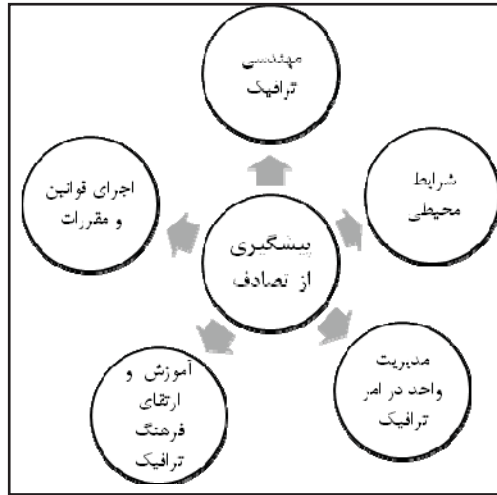 مهندسی
ترافیک
شرایط
محیطی
اجرای قوانین
و مقررات
پیشگیری
از تصادف
مدیریت
واحد در امر
ترافیک
آموزش و
ارتقای
فرهنگ
ترافیک